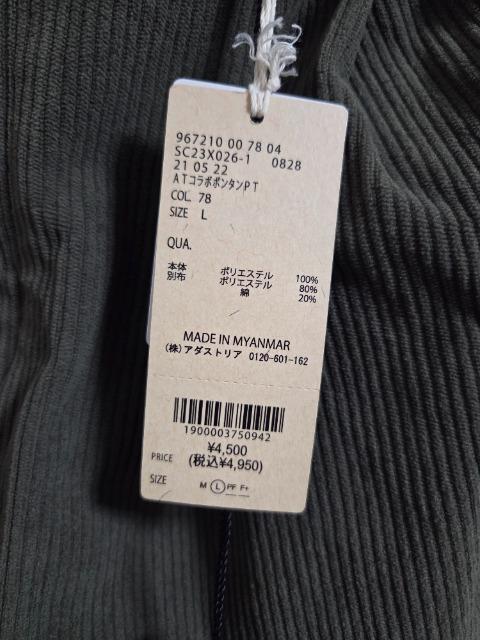 967210 00 78 04
SC23X026-1 0828
21 05 22
ATコラボボンタンPT
COL. 78
SIZE L
QUA.
本体 ポリエステル 100%
別布 ポリエステル 80%
綿 20%
MADE IN MYANMAR
(株)アダストリア 0120-601-162
1900003750942
¥4,500
PRICE (税込¥4,950)
SIZE M L PF F+